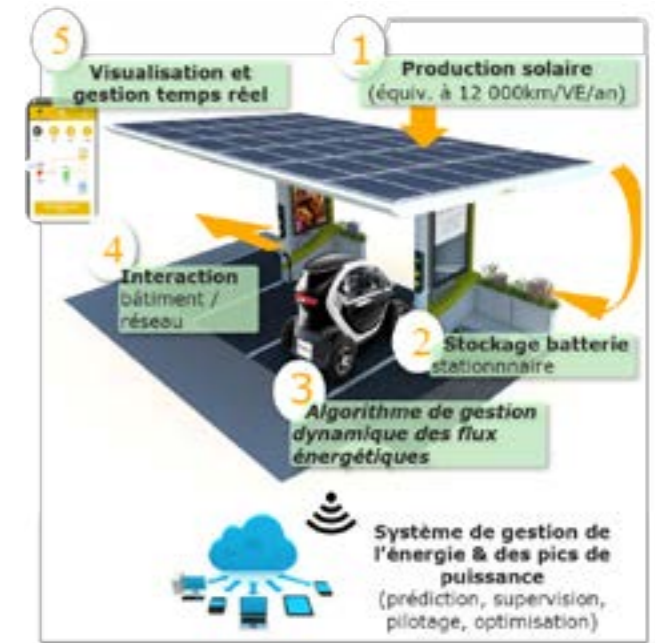 5
Visualisation et
gestion temps réel
1
Production solaire
(équiv. à 12 000km/VE/an)
4
Interaction
bâtiment /
réseau
2
Stockage batterie
stationnnaire
3
Algorithme de gestion
dynamique des flux
énergétiques
Système de gestion de
l'énergie & des pics de
puissance
(prédiction, supervision,
pilotage, optimisation)